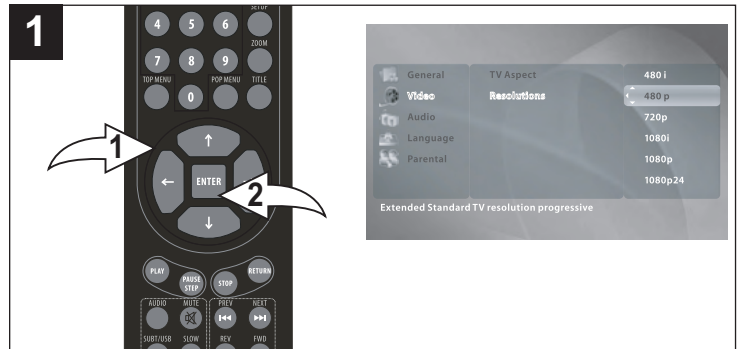 1
SETUP
4 5 6
ZOOM
7 8 9
TOP MENU POP MENU TITLE
0
↑
1
← ENTER
2
↓
PLAY PAUSE STEP STOP RETURN
AUDIO MUTE PREV NEXT
SUBT/USB SLOW REV FWD
General TV Aspect 480 i
Video Resolutions 480 p
Audio 720p
Language 1080i
Parental 1080p
1080p24
Extended Standard TV resolution progressive